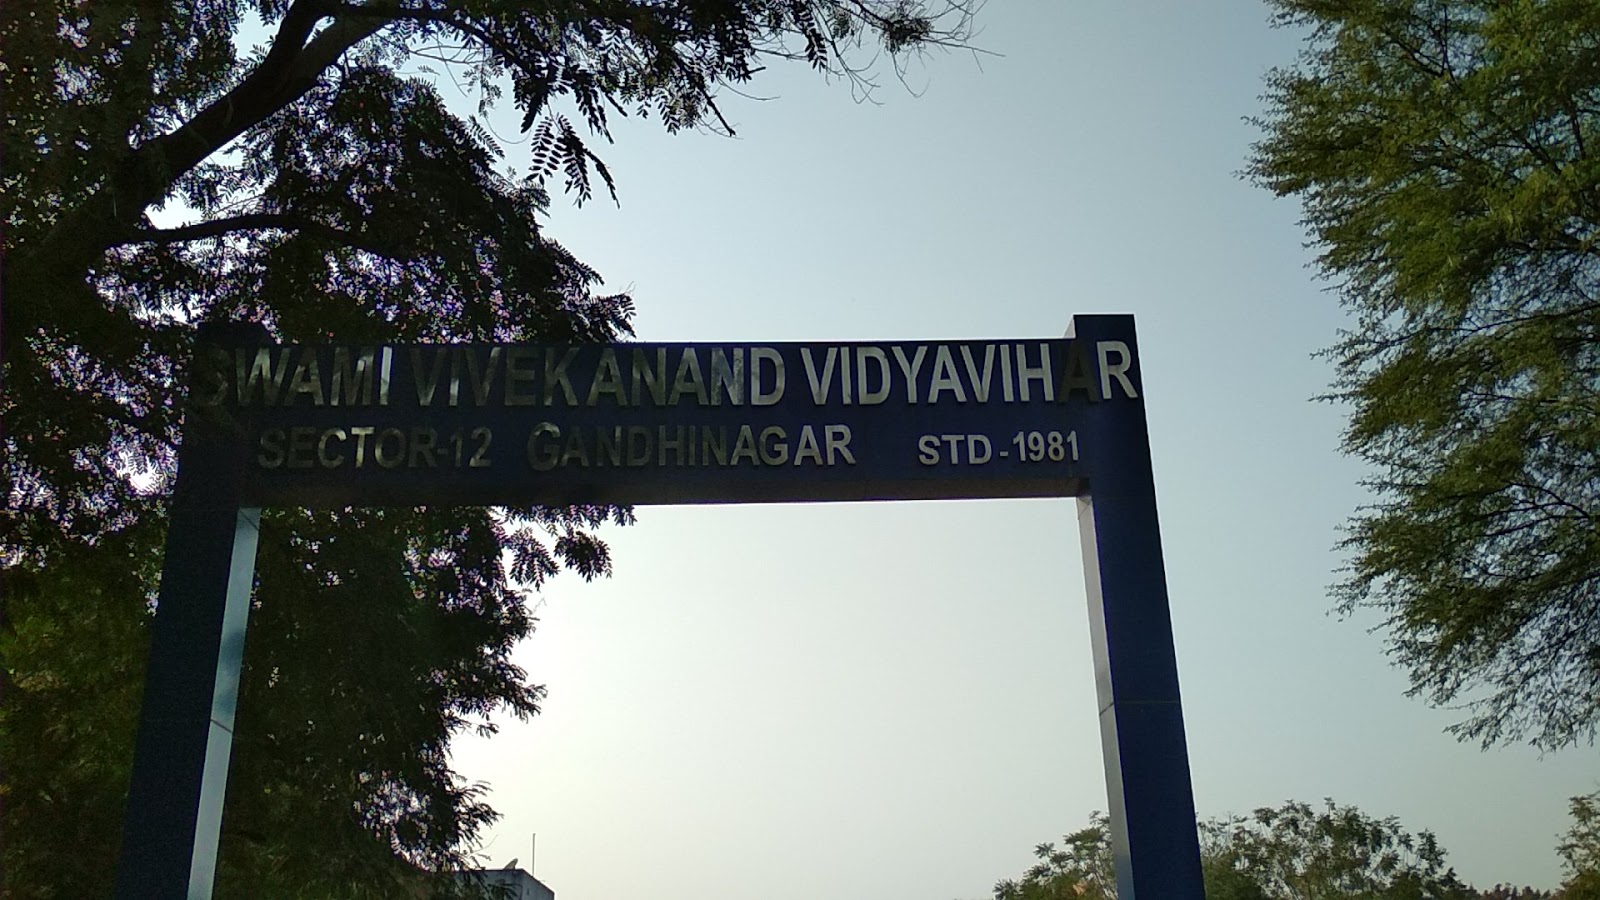 SWAMI VIVEKANAND VIDYAVIHAR
SECTOR-12 GANDHINAGAR STD-1981